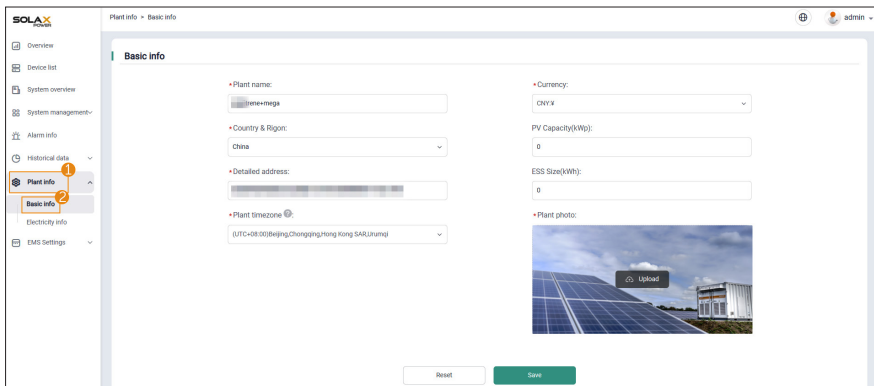 SOLAX
POWER
Plant info > Basic info
admin
Overview
Device list
System overview
System management
Alarm info
Historical data
1
Plant info
2
Basic info
Electricity info
EMS Settings
Basic info
*Plant name:
rene+mega
*Country & Rigon:
China
*Detailed address:
*Plant timezone ?:
(UTC+08:00)Beijing,Chongqing,Hong Kong SAR,Urumqi
*Currency:
CNY:¥
PV Capacity(kWp):
0
ESS Size(kWh):
0
*Plant photo:
Upload
Reset
Save